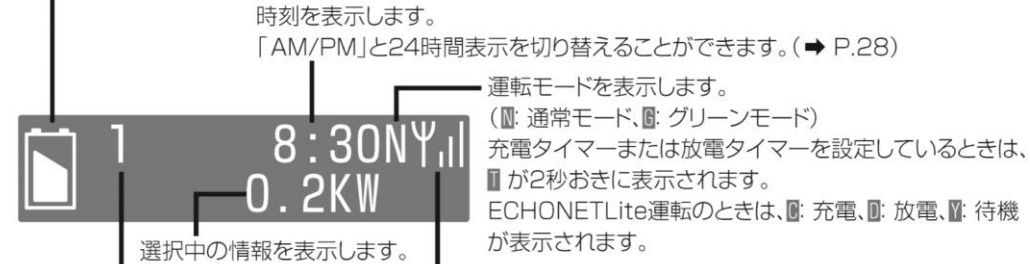 時刻を表示します。
「AM/PM」と24時間表示を切り替えることができます。(➡ P.28)
運転モードを表示します。
(N: 通常モード、G: グリーンモード)
充電タイマーまたは放電タイマーを設定しているときは、
T が2秒おきに表示されます。
ECHONETLite運転のときは、C: 充電、D: 放電、Y: 待機
が表示されます。
1 8:30N
0.2KW
選択中の情報を表示します。